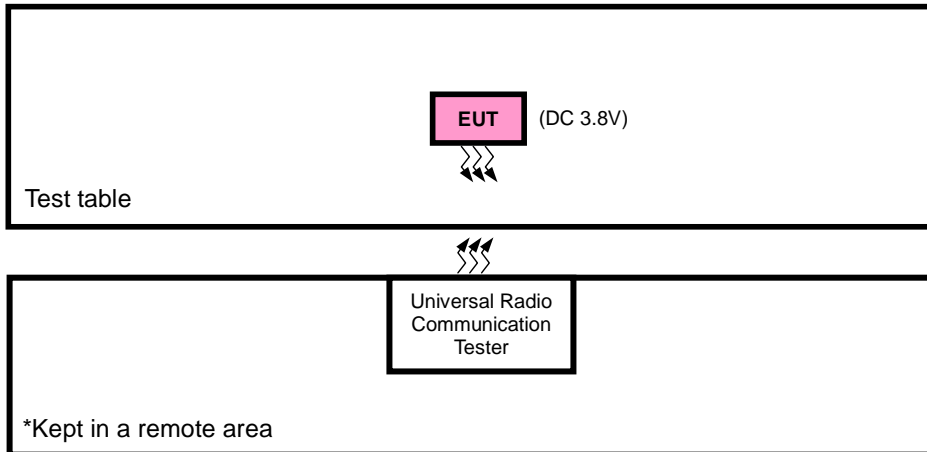 EUT
(DC 3.8V)
Test table
Universal Radio
Communication
Tester
*Kept in a remote area